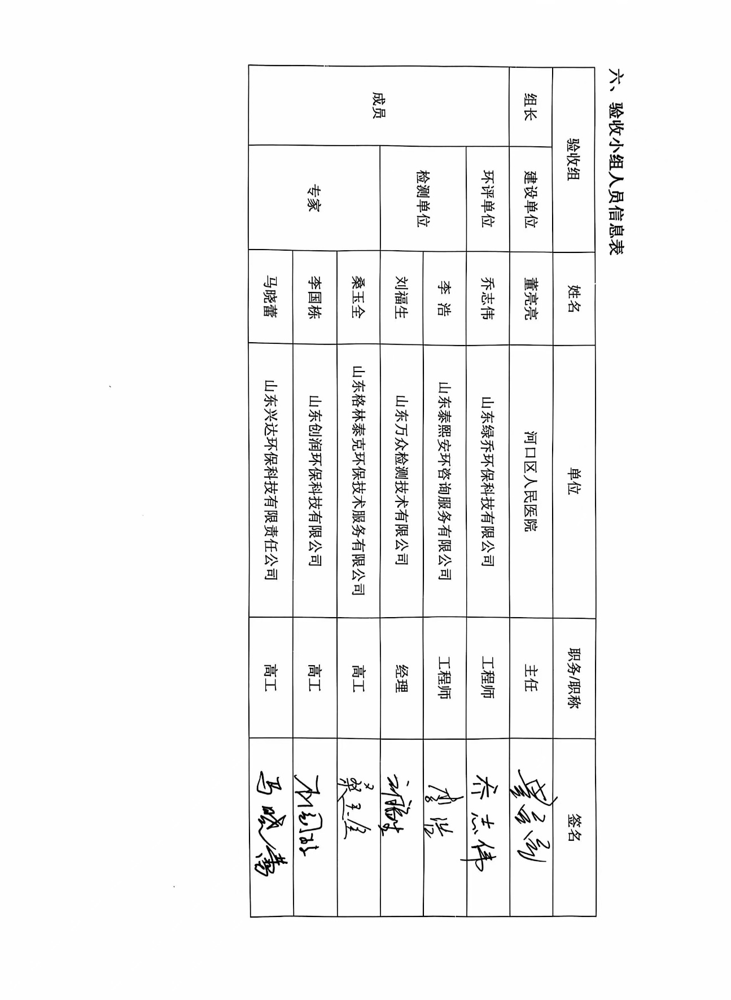 六、验收小组人员信息表
验收组 姓名 单位 职务/职称 签名
组长 建设单位 董亮亮 河口区人民医院 主任 董亮亮
成员 环评单位 乔志伟 山东绿乔环保科技有限公司 工程师 乔志伟
检测单位 李 浩 山东泰熙安环咨询服务有限公司 工程师 李浩
刘福生 山东万众检测技术有限公司 经理 刘福生
专家 桑玉全 山东格林泰克环保技术服务有限公司 高工 桑玉全
李国栋 山东创润环保科技有限公司 高工 李国栋
马晓蕾 山东兴达环保科技有限责任公司 高工 马晓蕾